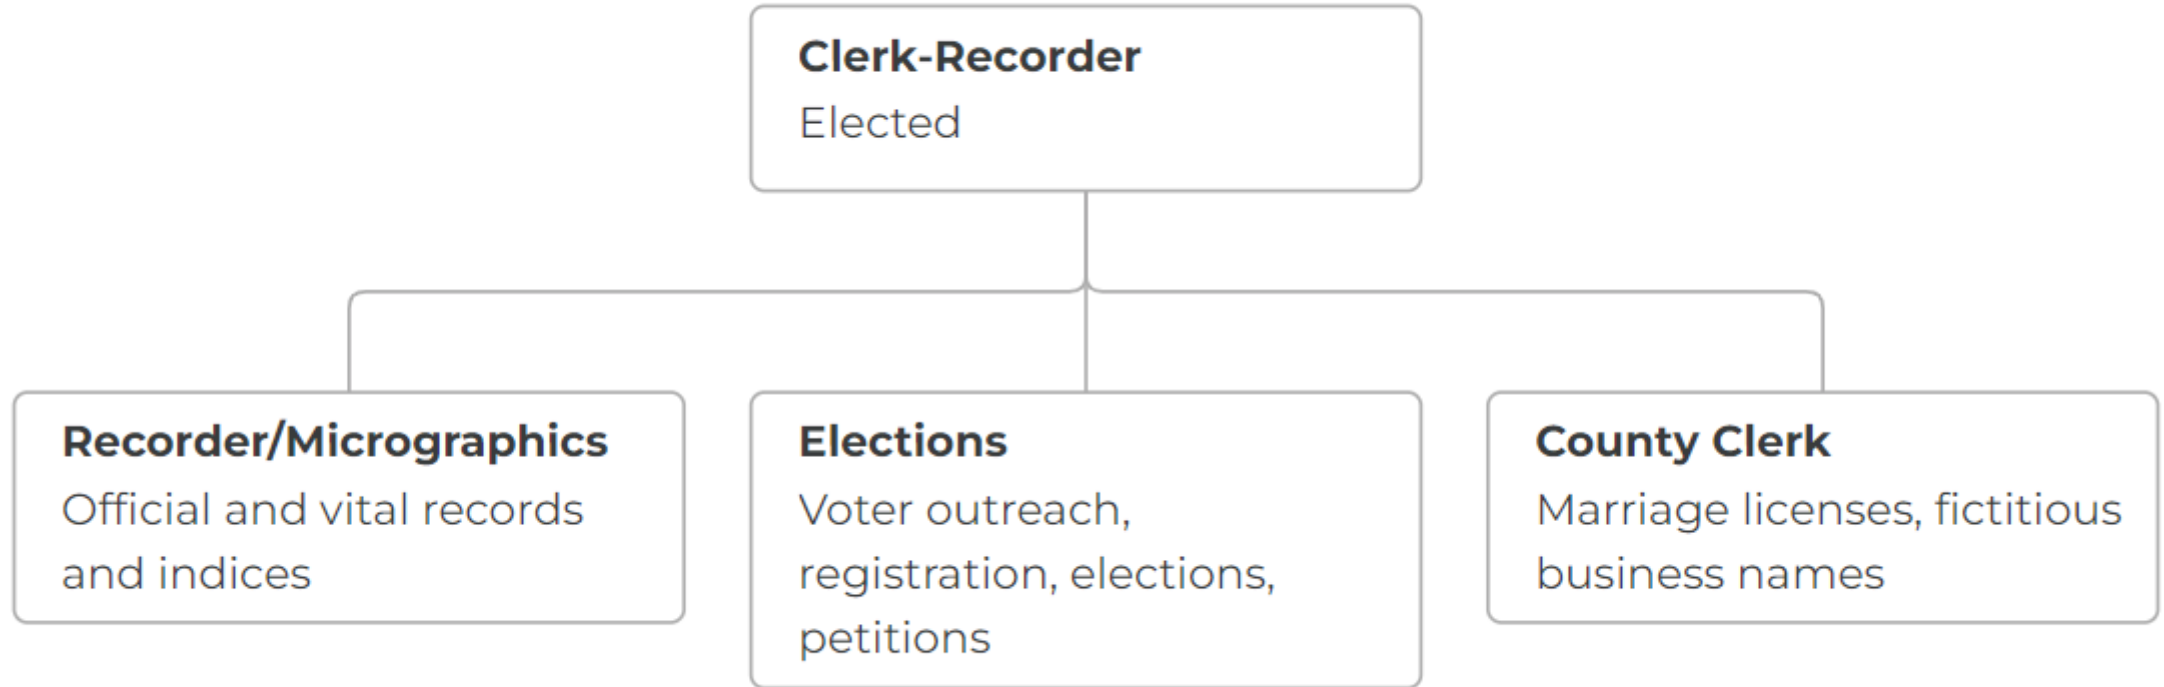 Clerk-Recorder
Elected
Recorder/Micrographics
Official and vital records
and indices
Elections
Voter outreach,
registration, elections,
petitions
County Clerk
Marriage licenses, fictitious
business names